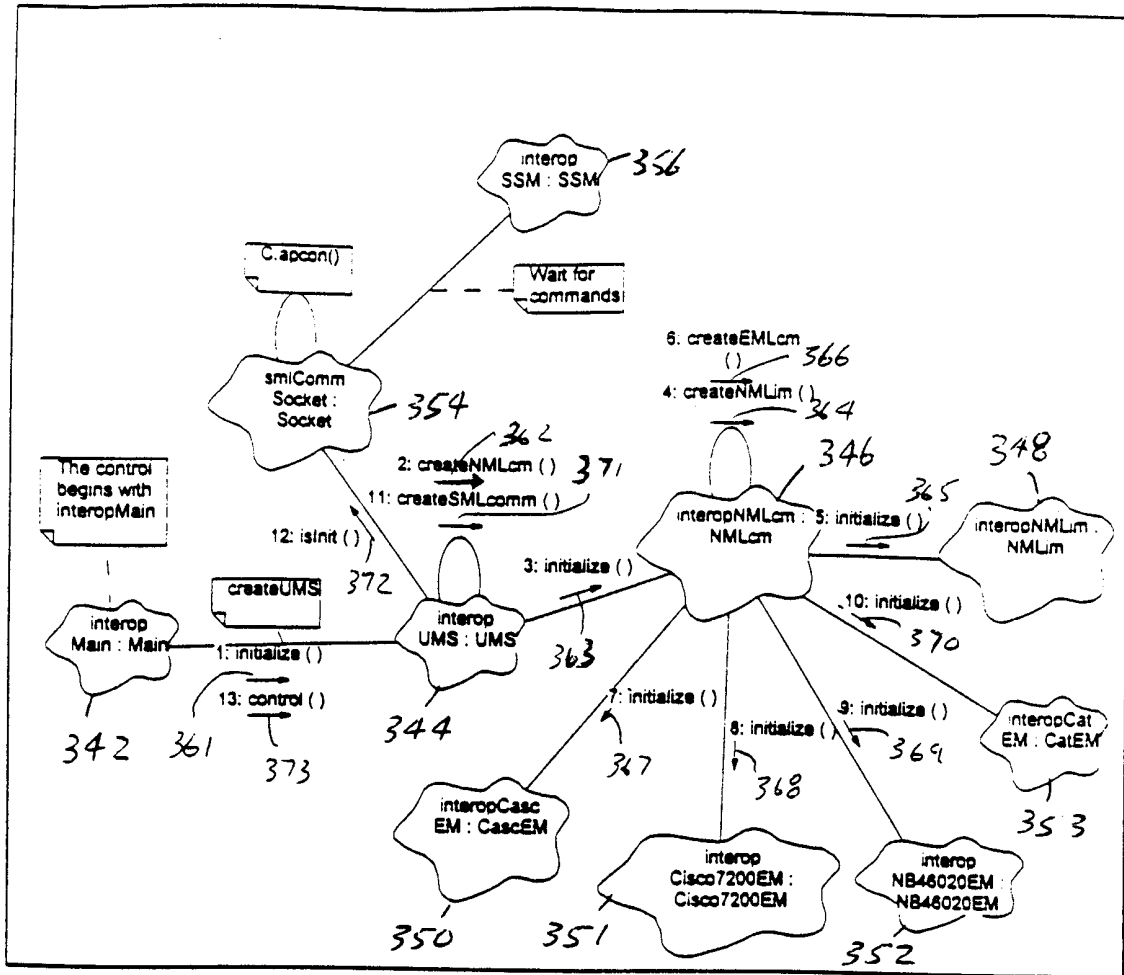 interop
SSM : SSM
356
C.apcon()
Wait for
commands
6: createEMLcm
()
366
4: createNMLim ()
364
smlComm
Socket :
Socket
354
362
2: createNMLcm ()
371
11: createSMLcomm ()
346
348
The control
begins with
interopMain
interopNMLcm :
NMLcm
365
5: initialize ()
interopNMLim :
NMLim
12: isInit ()
372
3: initialize ()
363
createUMS
10: initialize ()
370
interop
Main : Main
interop
UMS : UMS
1: initialize ()
13: control ()
342
361
373
344
7: initialize ()
367
8: initialize ()
368
9: initialize ()
369
interopCat
EM : CatEM
353
interopCasc
EM : CascEM
350
interop
Cisco7200EM :
Cisco7200EM
351
interop
NB46020EM :
NB46020EM
352